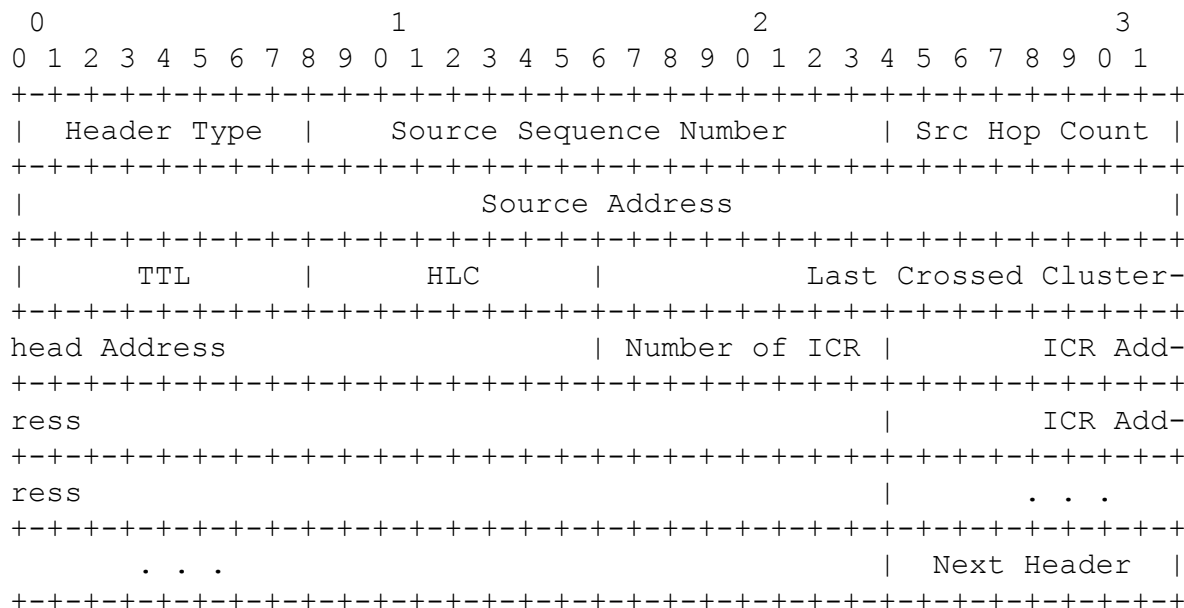 0                   1                   2                   3
0 1 2 3 4 5 6 7 8 9 0 1 2 3 4 5 6 7 8 9 0 1 2 3 4 5 6 7 8 9 0 1
+-+-+-+-+-+-+-+-+-+-+-+-+-+-+-+-+-+-+-+-+-+-+-+-+-+-+-+-+-+-+-+-+
|  Header Type  |    Source Sequence Number     | Src Hop Count |
+-+-+-+-+-+-+-+-+-+-+-+-+-+-+-+-+-+-+-+-+-+-+-+-+-+-+-+-+-+-+-+-+
|                         Source Address                        |
+-+-+-+-+-+-+-+-+-+-+-+-+-+-+-+-+-+-+-+-+-+-+-+-+-+-+-+-+-+-+-+-+
|      TTL      |      HLC      |           Last Crossed Cluster-
+-+-+-+-+-+-+-+-+-+-+-+-+-+-+-+-+-+-+-+-+-+-+-+-+-+-+-+-+-+-+-+-+
head Address                    | Number of ICR |        ICR Add-
+-+-+-+-+-+-+-+-+-+-+-+-+-+-+-+-+-+-+-+-+-+-+-+-+-+-+-+-+-+-+-+-+
ress                                            |        ICR Add-
+-+-+-+-+-+-+-+-+-+-+-+-+-+-+-+-+-+-+-+-+-+-+-+-+-+-+-+-+-+-+-+-+
ress                                            |       . . .
+-+-+-+-+-+-+-+-+-+-+-+-+-+-+-+-+-+-+-+-+-+-+-+-+-+-+-+-+-+-+-+-+
       . . .                                    |  Next Header  |
+-+-+-+-+-+-+-+-+-+-+-+-+-+-+-+-+-+-+-+-+-+-+-+-+-+-+-+-+-+-+-+-+